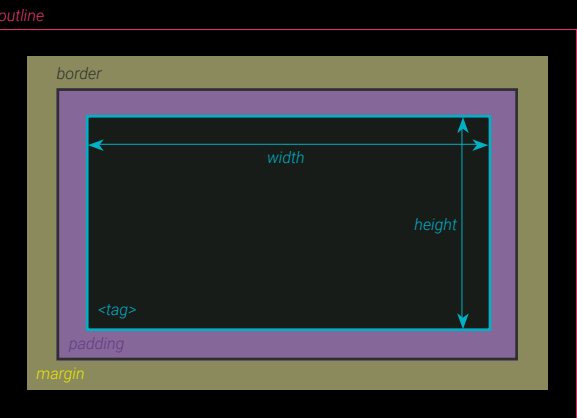 outline
border
width
height
<tag>
padding
margin